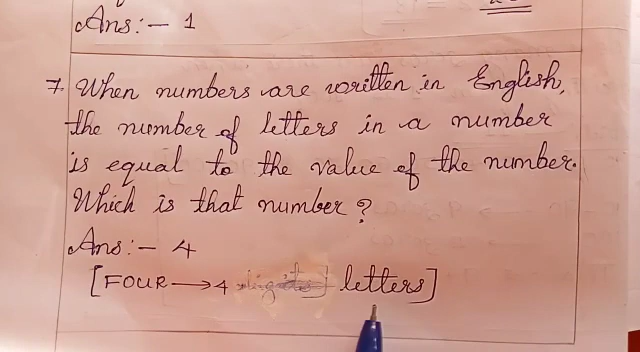 Ans:- 1
7. When numbers are written in English,
the number of letters in a number
is equal to the value of the number.
Which is that number?
Ans:- 4
[FOUR → 4 letters]